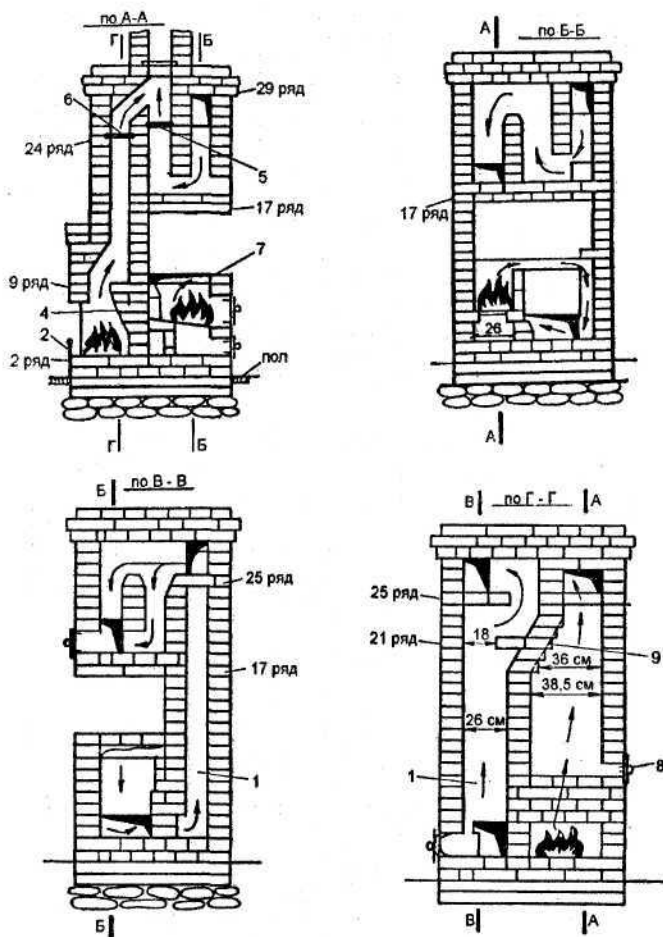 по А-А
Г Б
6
29 ряд
24 ряд
5
17 ряд
7
9 ряд
4
2
2 ряд
пол
Г Б
А по Б-Б
17 ряд
26
А
Б по В - В
25 ряд
17 ряд
1
Б
В по Г - Г А
25 ряд
21 ряд
18
9
36 см
38,5 см
26 см
8
1
В А